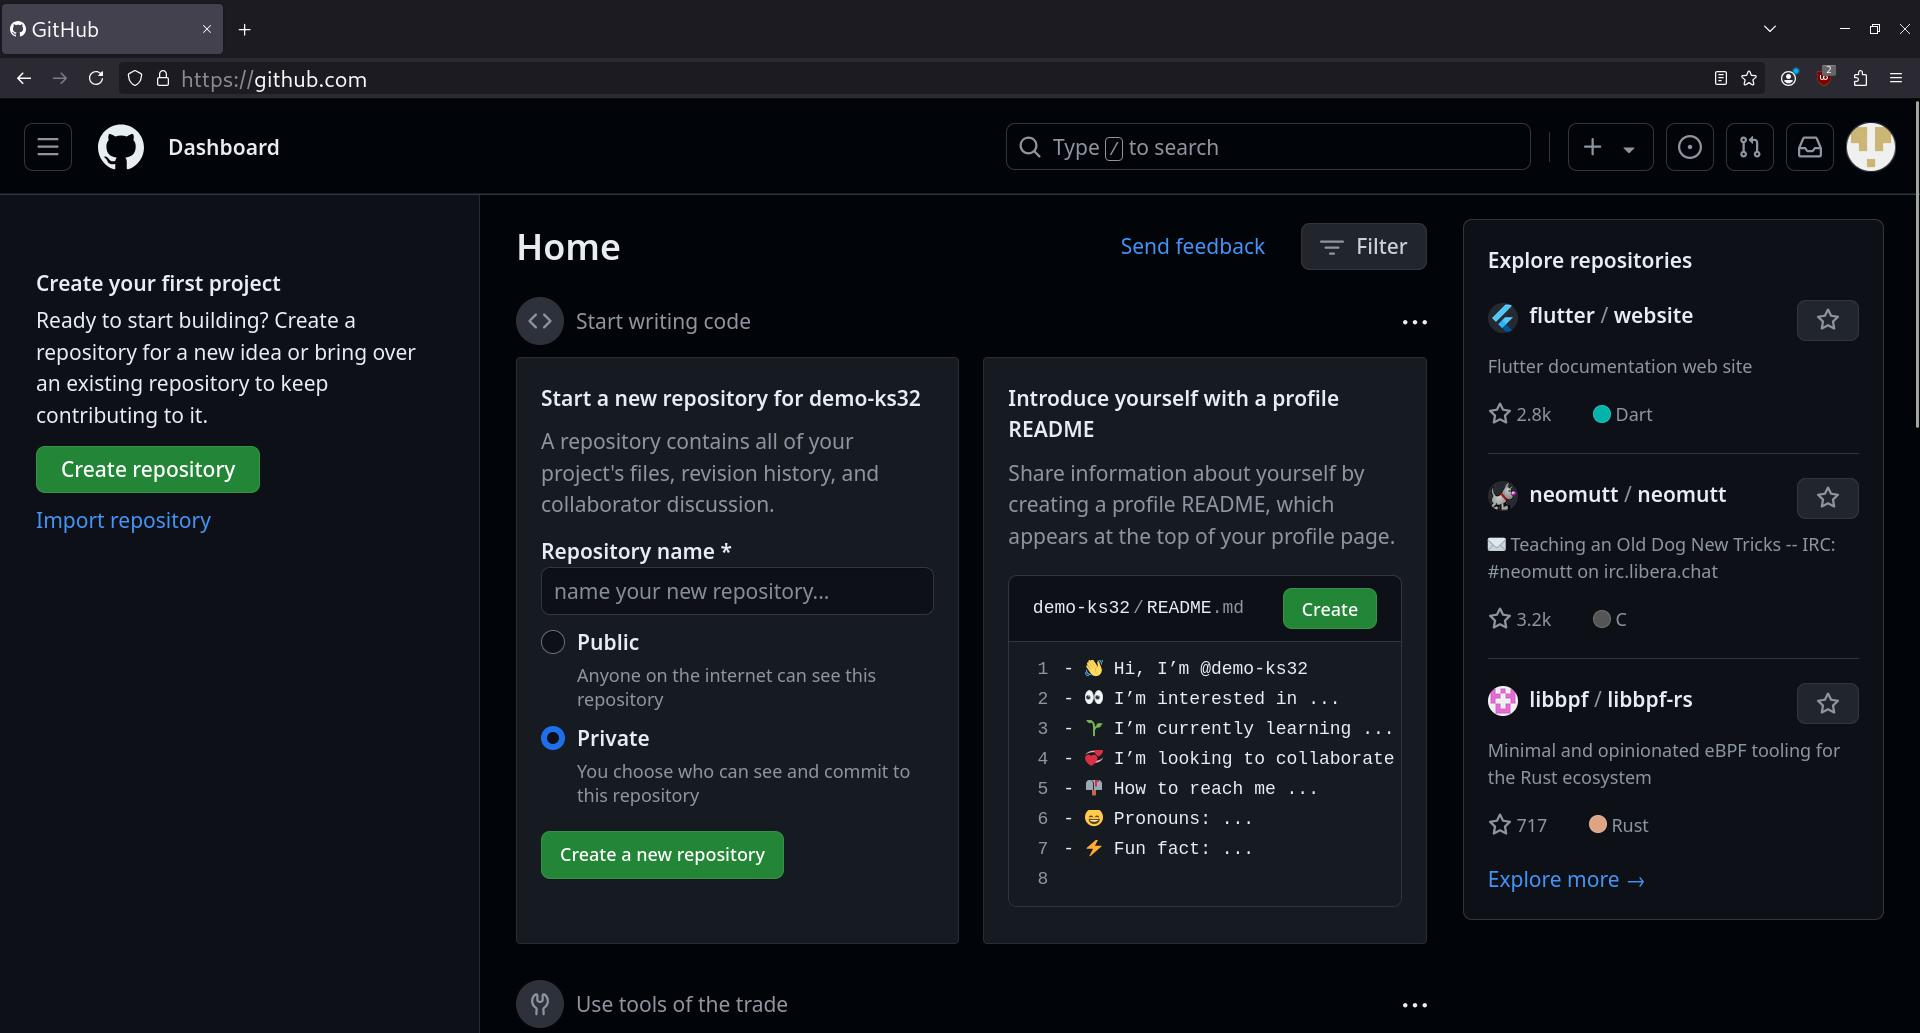 GitHub
https://github.com
2
Dashboard
Type / to search
Create your first project
Ready to start building? Create a
repository for a new idea or bring over
an existing repository to keep
contributing to it.
Create repository
Import repository
Home
Send feedback
Filter
Start writing code
Start a new repository for demo-ks32
A repository contains all of your
project's files, revision history, and
collaborator discussion.
Repository name *
name your new repository...
Public
Anyone on the internet can see this
repository
Private
You choose who can see and commit to
this repository
Create a new repository
Introduce yourself with a profile
README
Share information about yourself by
creating a profile README, which
appears at the top of your profile page.
demo-ks32/README.md
Create
1 - 👋 Hi, I’m @demo-ks32
2 - 👀 I’m interested in ...
3 - 🌱 I’m currently learning ...
4 - 💞️ I’m looking to collaborate
5 - 📫 How to reach me ...
6 - 😄 Pronouns: ...
7 - ⚡ Fun fact: ...
8
Use tools of the trade
Explore repositories
flutter / website
Flutter documentation web site
2.8k Dart
neomutt / neomutt
✉️ Teaching an Old Dog New Tricks -- IRC:
#neomutt on irc.libera.chat
3.2k C
libbpf / libbpf-rs
Minimal and opinionated eBPF tooling for
the Rust ecosystem
717 Rust
Explore more →